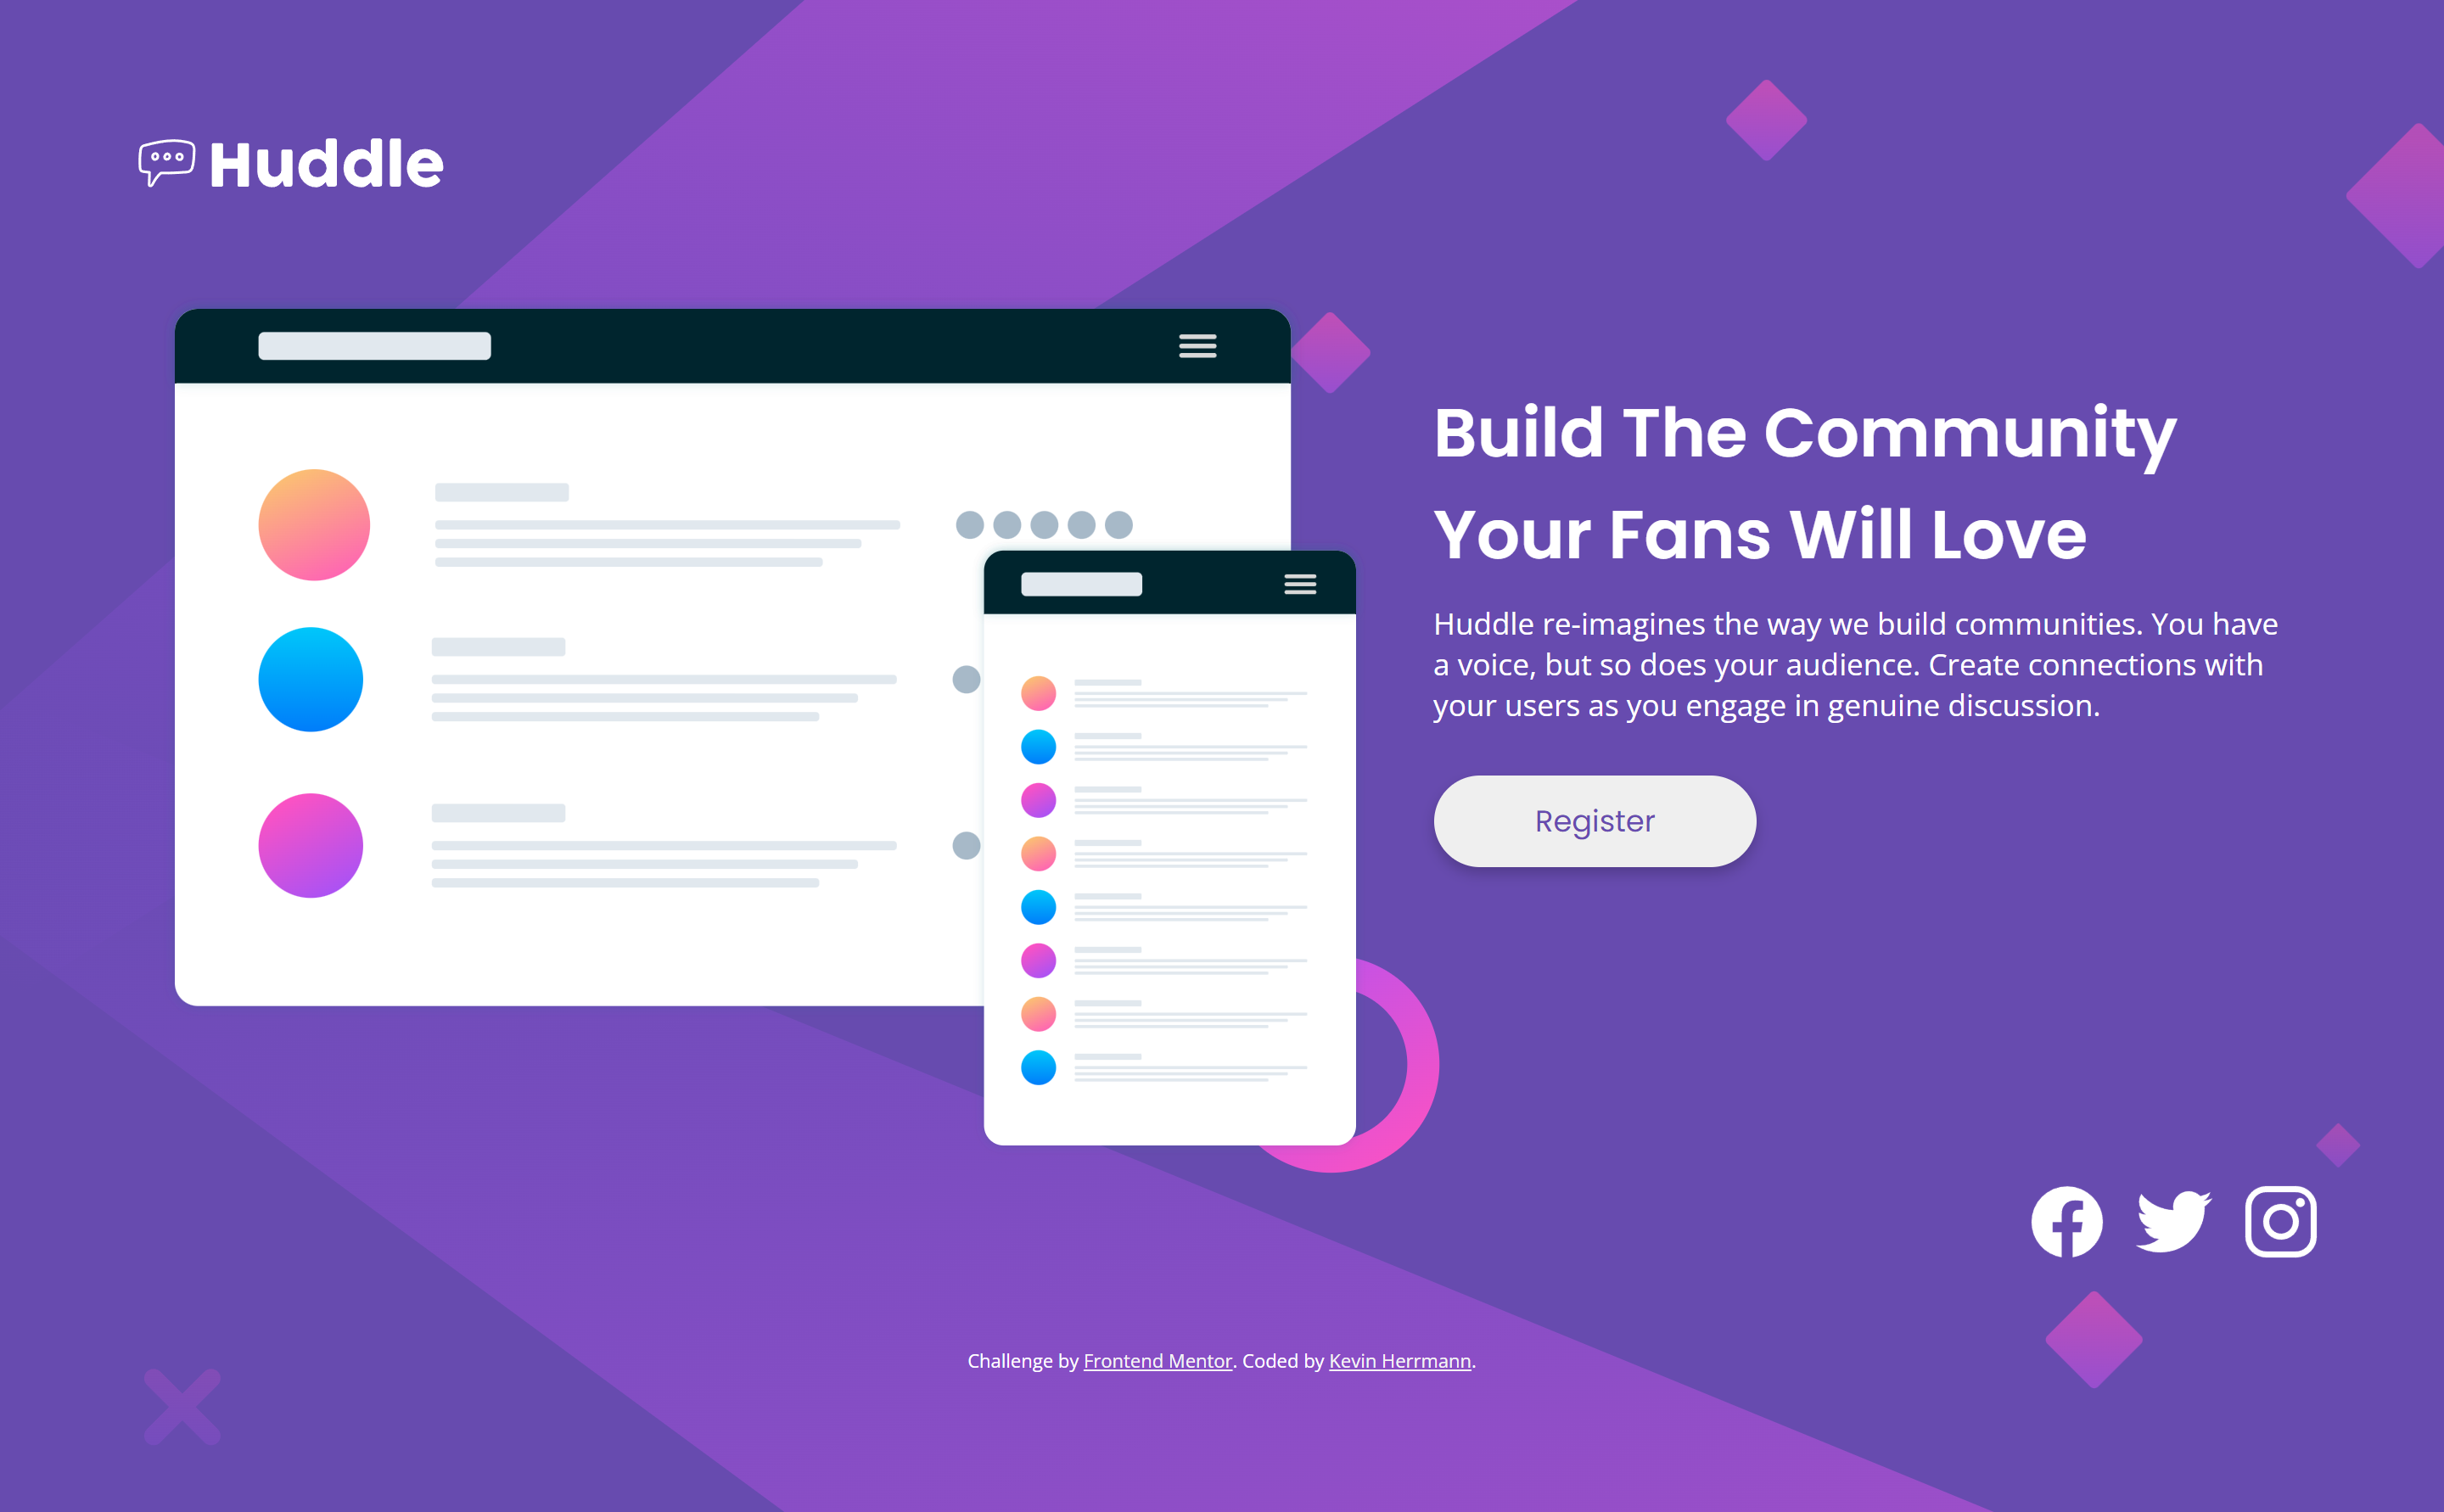 Huddle
Build The Community
Your Fans Will Love
Huddle re-imagines the way we build communities. You have
a voice, but so does your audience. Create connections with
your users as you engage in genuine discussion.
Register
Challenge by Frontend Mentor. Coded by Kevin Herrmann.